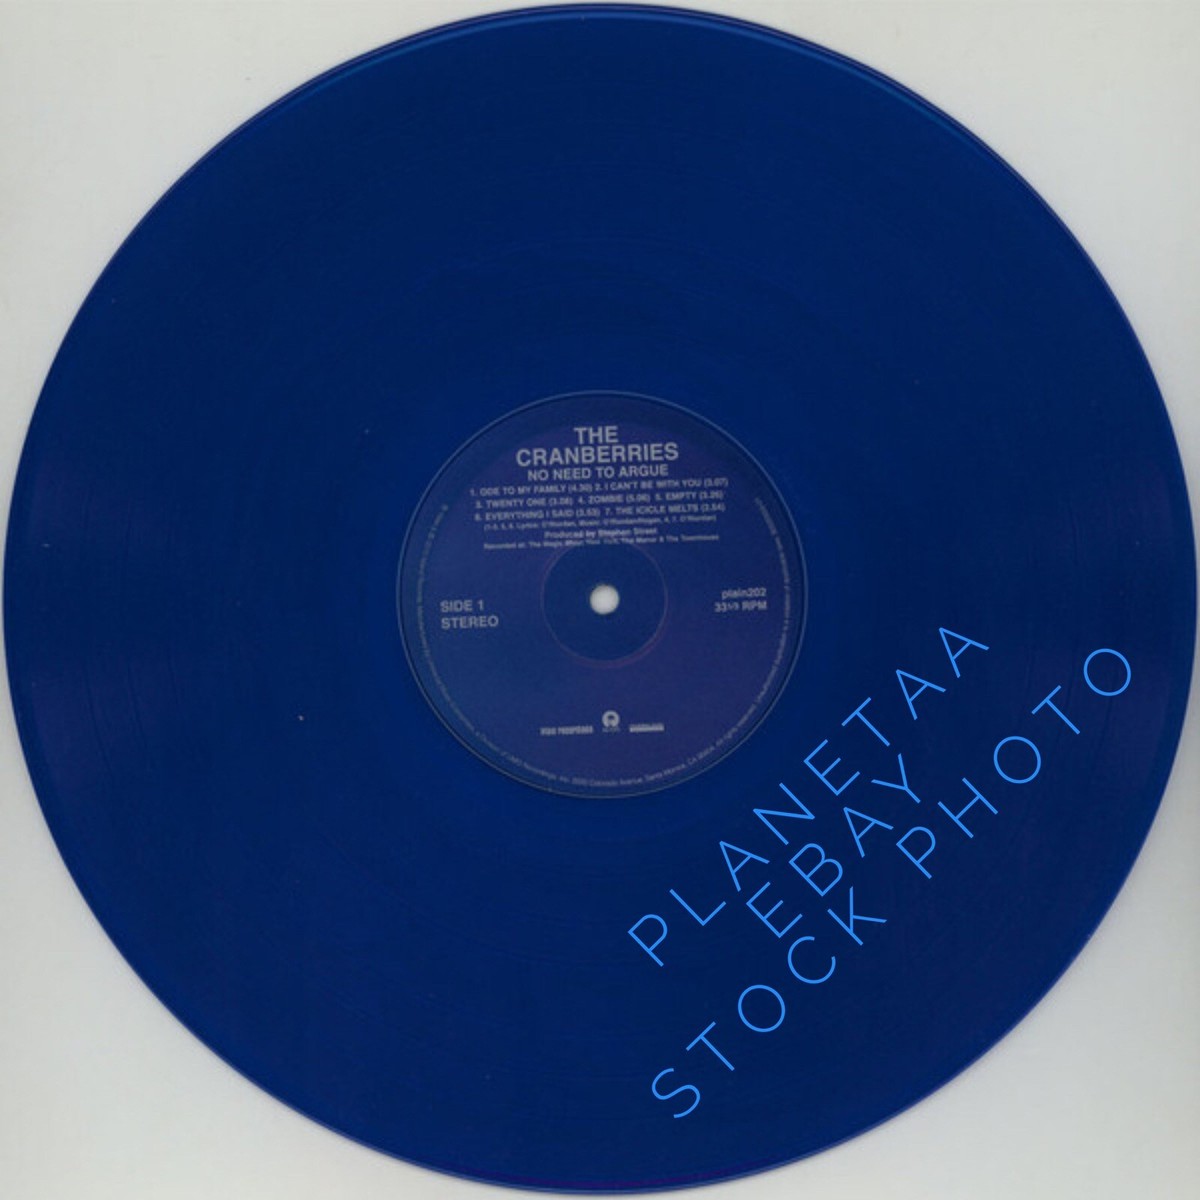 THE
CRANBERRIES
NO NEED TO ARGUE
1. ODE TO MY FAMILY (4.30) 2. I CAN'T BE WITH YOU (3.07)
3. TWENTY ONE (3.08) 4. ZOMBIE (5.06) 5. EMPTY (3.26)
6. EVERYTHING I SAID (3.53) 7. THE ICICLE MELTS (2.54)
Produced by Stephen Street
SIDE 1
STEREO
plain202
33⅓ RPM
PLANETAA
EBAY
STOCK PHOTO